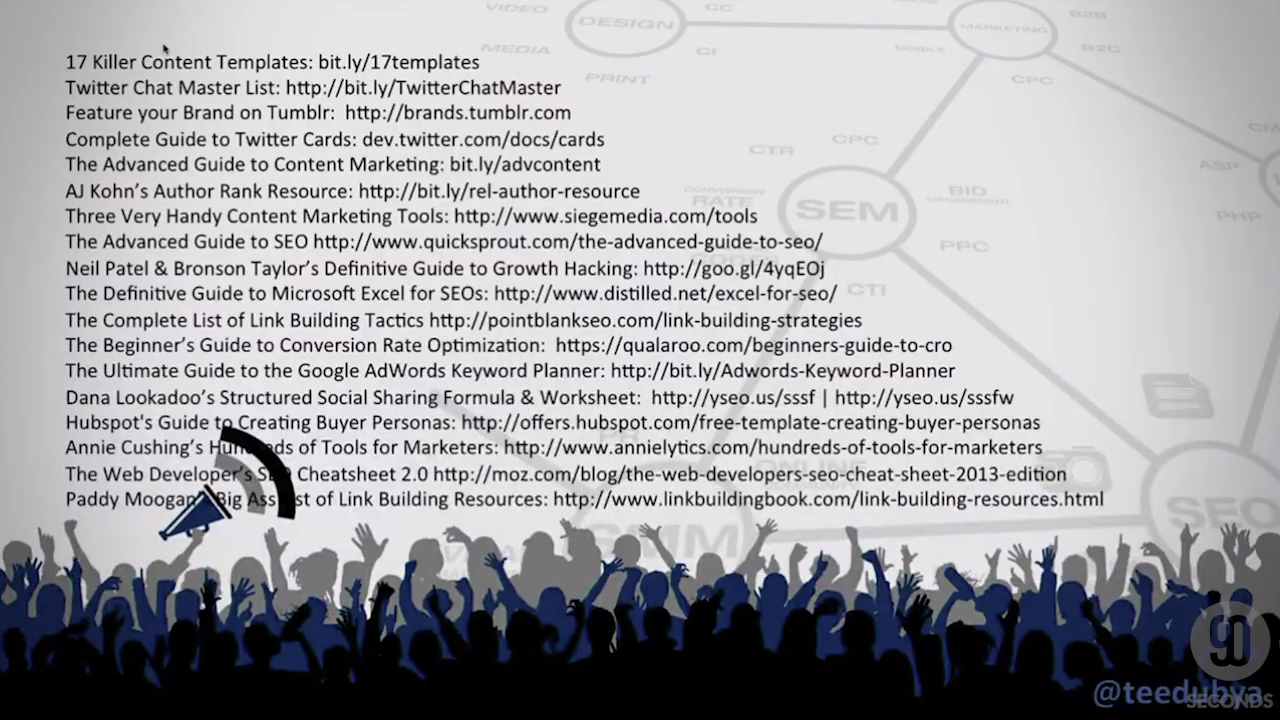 17 Killer Content Templates: bit.ly/17templates
Twitter Chat Master List: http://bit.ly/TwitterChatMaster
Feature your Brand on Tumblr: http://brands.tumblr.com
Complete Guide to Twitter Cards: dev.twitter.com/docs/cards
The Advanced Guide to Content Marketing: bit.ly/advcontent
AJ Kohn’s Author Rank Resource: http://bit.ly/rel-author-resource
Three Very Handy Content Marketing Tools: http://www.siegemedia.com/tools
The Advanced Guide to SEO http://www.quicksprout.com/the-advanced-guide-to-seo/
Neil Patel & Bronson Taylor’s Definitive Guide to Growth Hacking: http://goo.gl/4yqEOj
The Definitive Guide to Microsoft Excel for SEOs: http://www.distilled.net/excel-for-seo/
The Complete List of Link Building Tactics http://pointblankseo.com/link-building-strategies
The Beginner’s Guide to Conversion Rate Optimization: https://qualaroo.com/beginners-guide-to-cro
The Ultimate Guide to the Google AdWords Keyword Planner: http://bit.ly/Adwords-Keyword-Planner
Dana Lookadoo’s Structured Social Sharing Formula & Worksheet: http://yseo.us/sssf | http://yseo.us/sssfw
Hubspot's Guide to Creating Buyer Personas: http://offers.hubspot.com/free-template-creating-buyer-personas
Annie Cushing’s Hundreds of Tools for Marketers: http://www.annielytics.com/hundreds-of-tools-for-marketers
The Web Developer’s SEO Cheatsheet 2.0 http://moz.com/blog/the-web-developers-seo-cheat-sheet-2013-edition
Paddy Moogan’s Big Ass List of Link Building Resources: http://www.linkbuildingbook.com/link-building-resources.html
VIDEO
CC
DESIGN
MARKETING
B2B
MEDIA
CI
MOBILE
B2C
PRINT
CPC
CPC
CTR
ASP
CONVERSION RATE
SEM
BID MANAGEMENT
PHP
PPC
CTI
PR
ONLINE
SMM
SEO
90
SECONDS
@teedubya